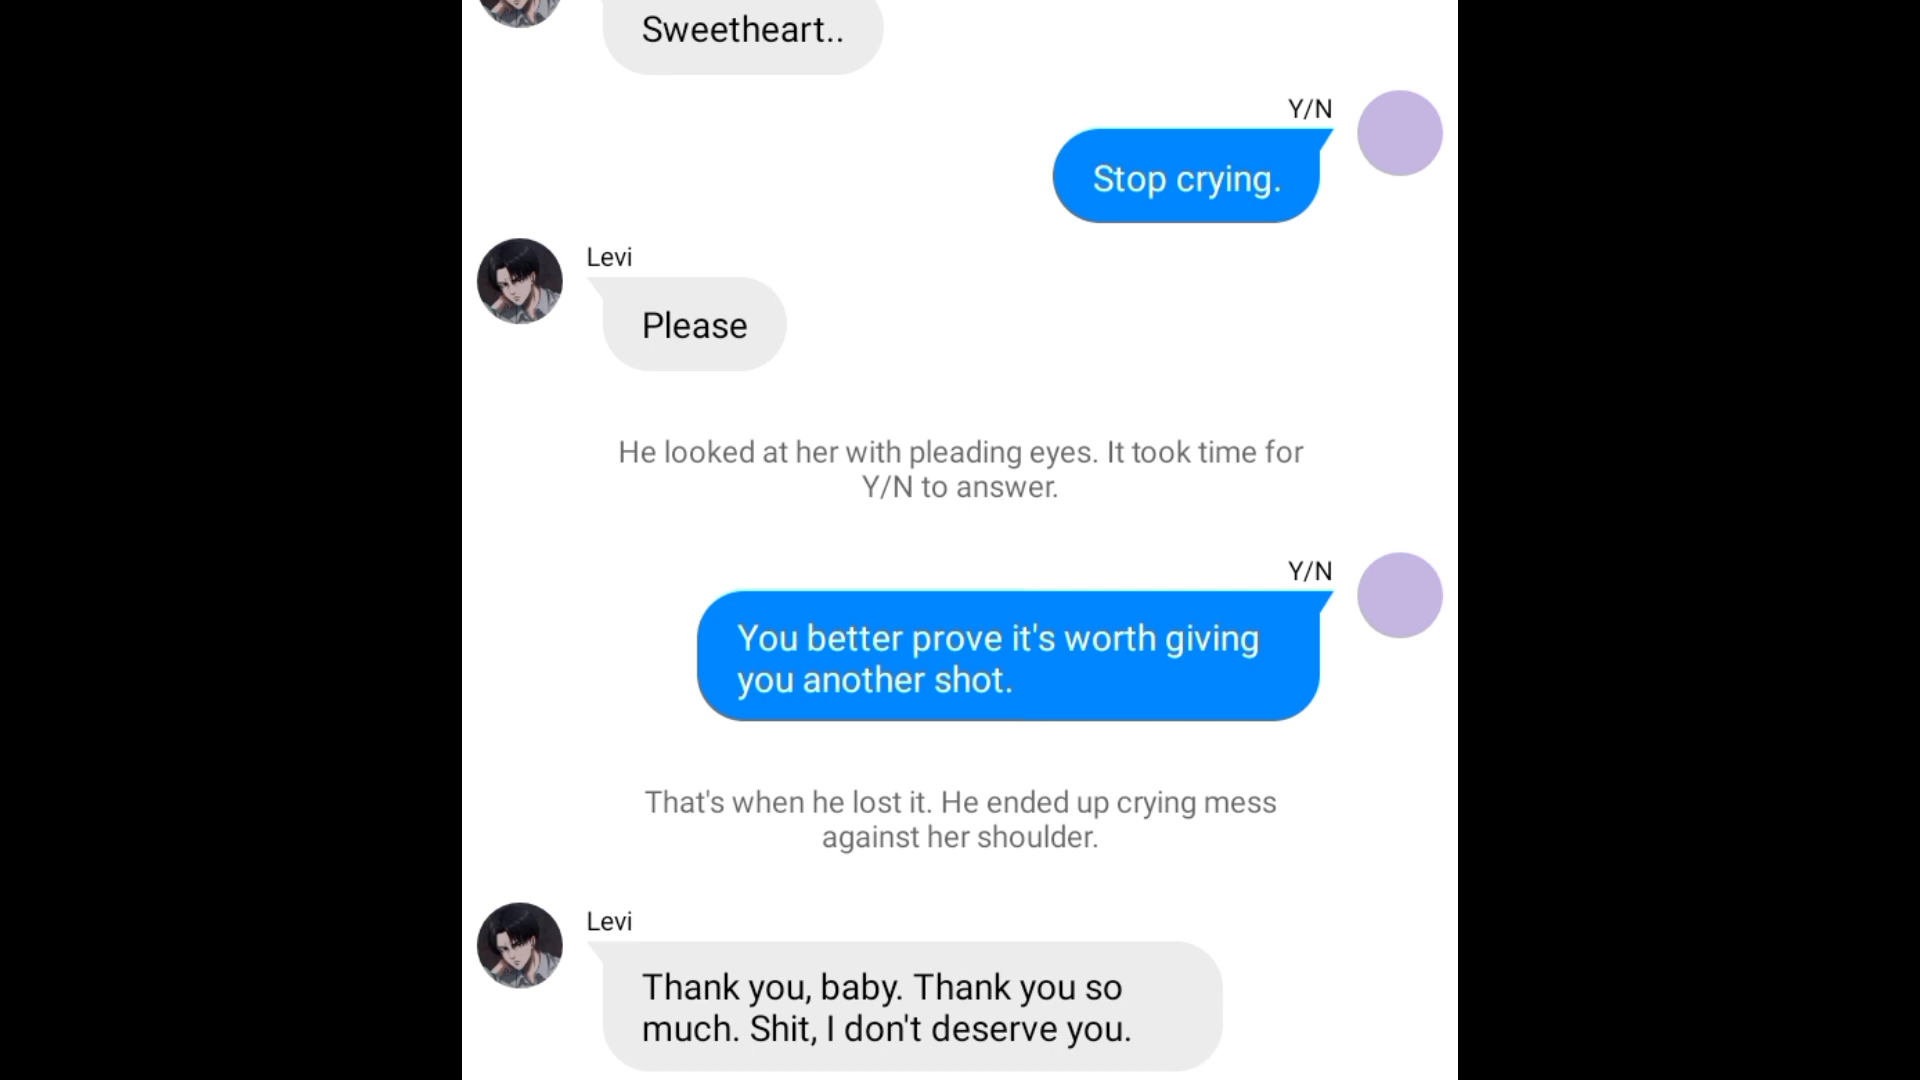 Sweetheart..
Y/N
Stop crying.
Levi
Please
He looked at her with pleading eyes. It took time for
Y/N to answer.
Y/N
You better prove it's worth giving
you another shot.
That's when he lost it. He ended up crying mess
against her shoulder.
Levi
Thank you, baby. Thank you so
much. Shit, I don't deserve you.